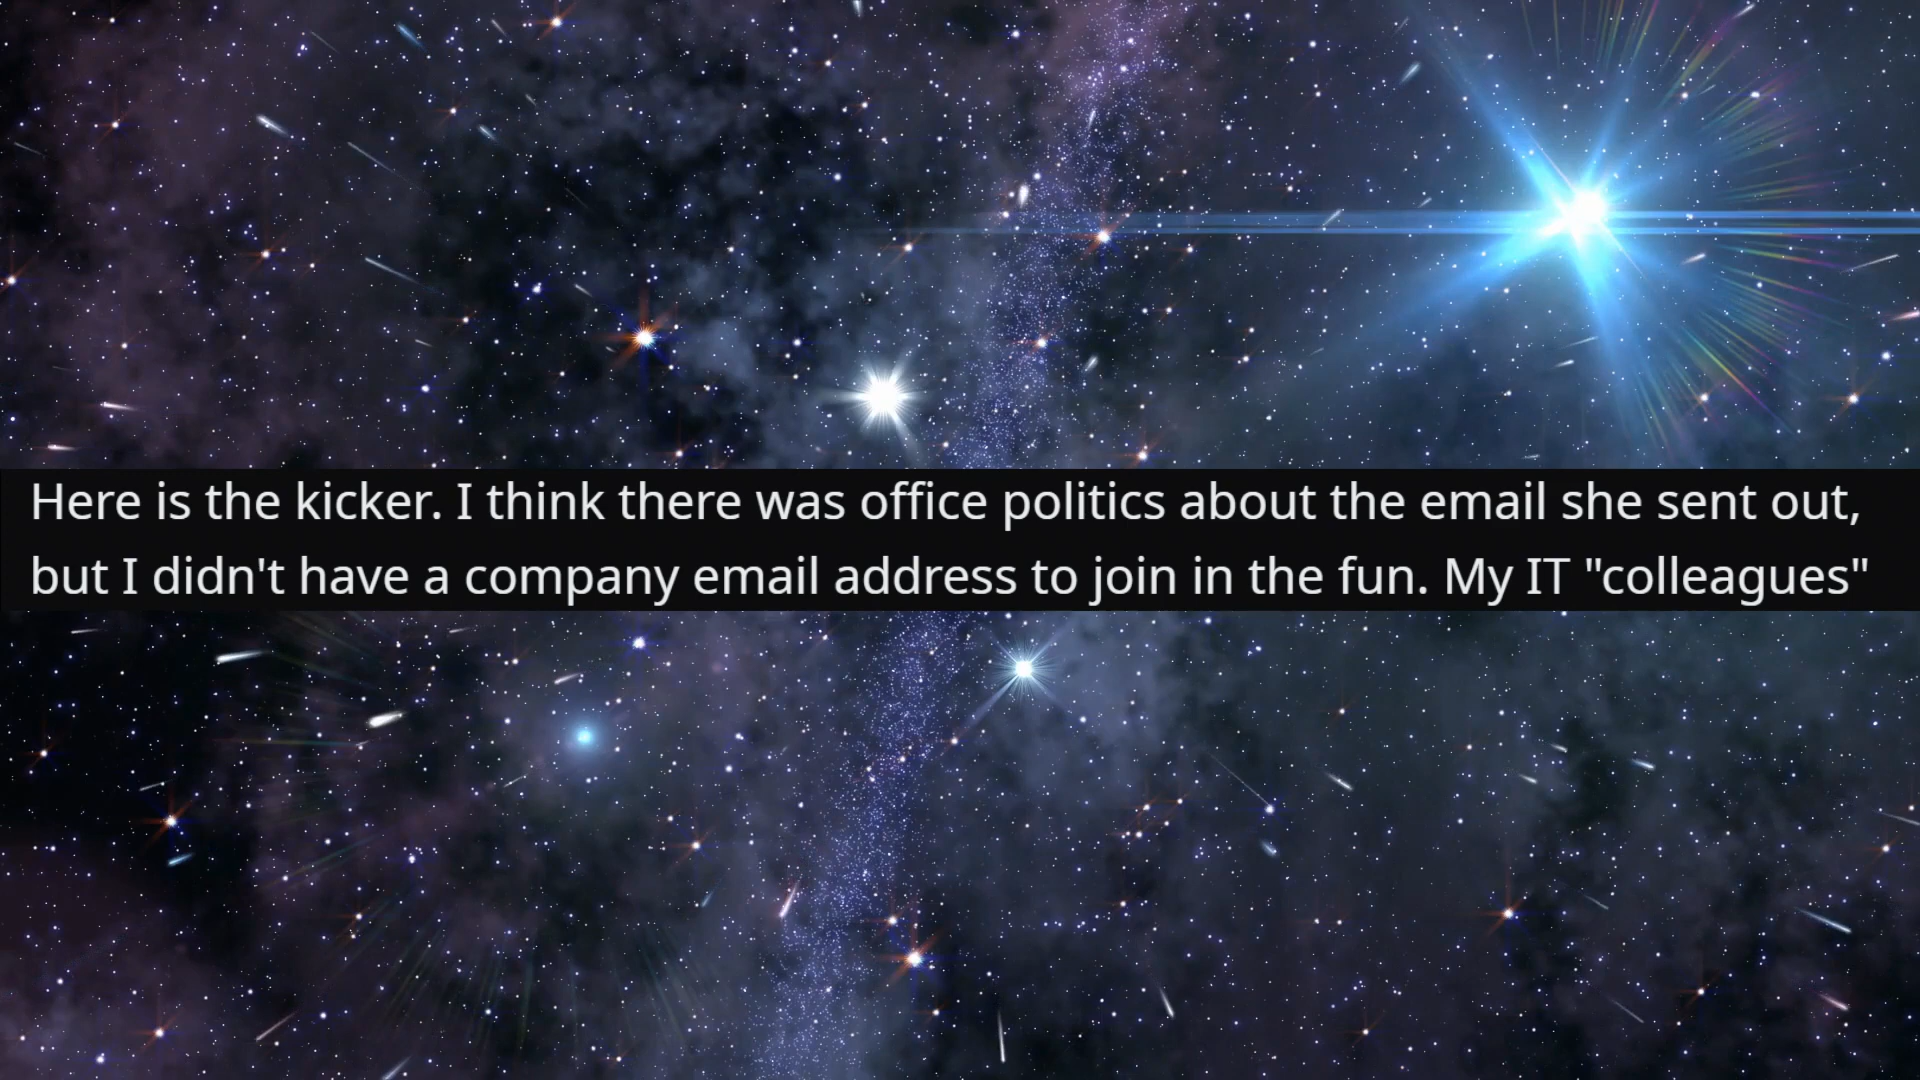 Here is the kicker. I think there was office politics about the email she sent out,
but I didn't have a company email address to join in the fun. My IT "colleagues"